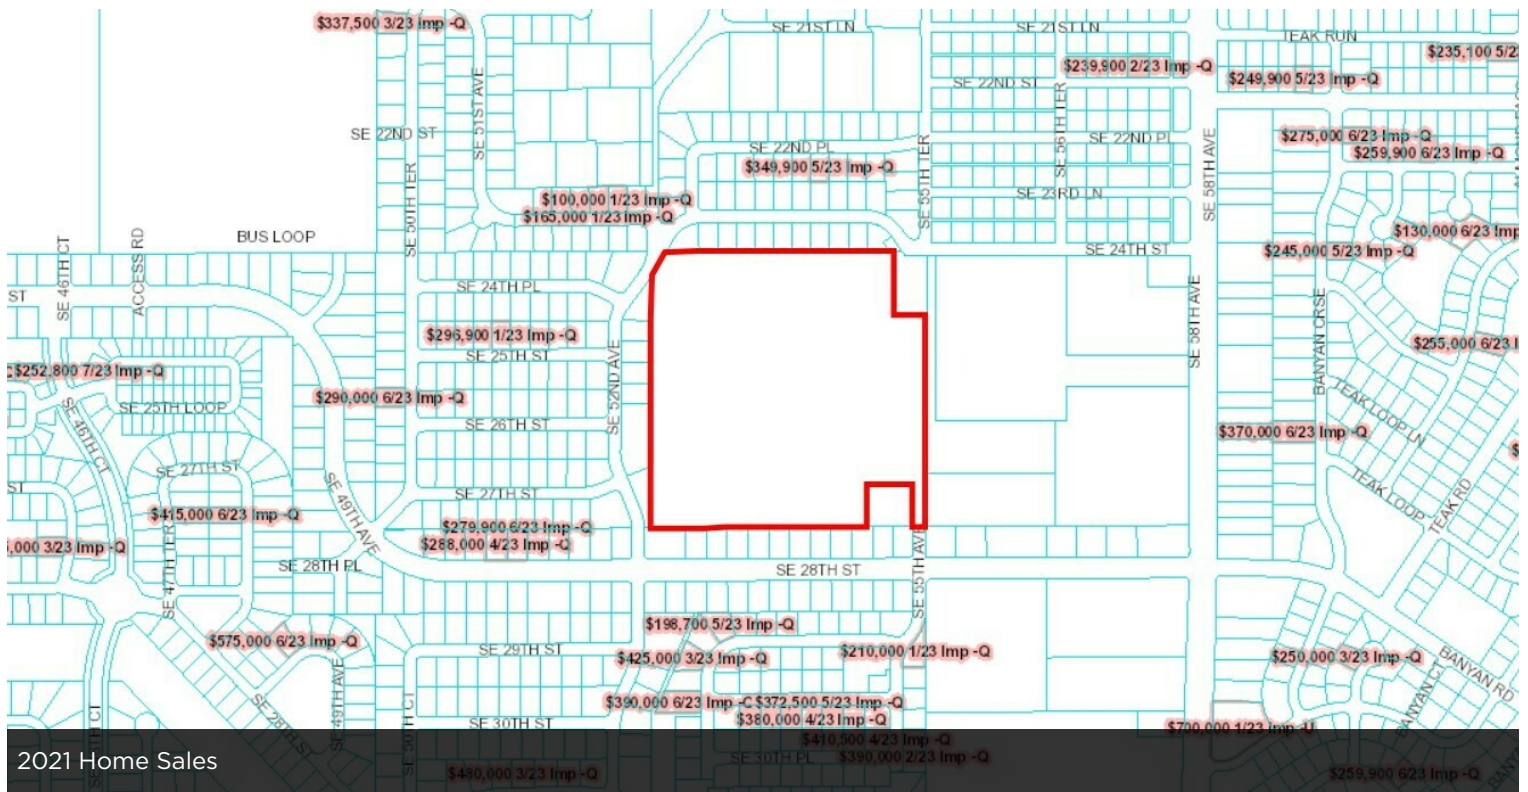 $337,500 3/23 Imp -Q
SE 21ST LN
SE 21ST LN
TEAK RUN
$235,100 5/2
$239,900 2/23 Imp -Q
$249,900 5/23 Imp -Q
SE 51ST AVE
SE 22ND ST
SE 22ND ST
SE 56TH TER
SE 22ND PL
SE 22ND PL
$275,000 6/23 Imp -Q
$259,900 6/23 Imp -Q
$349,900 5/23 Imp -Q
SE 55TH TER
SE 58TH AVE
SE 50TH TER
$100,000 1/23 Imp -Q
$165,000 1/23 Imp -Q
SE 23RD LN
$130,000 6/23 Imp
BUS LOOP
SE 46TH CT
ACCESS RD
SE 24TH ST
$245,000 5/23 Imp -Q
SE 24TH PL
ST
SE 58TH AVE
BANYAN CRSE
$296,900 1/23 Imp -Q
SE 25TH ST
SE 52ND AVE
$255,000 6/23 I
$252,800 7/23 Imp -Q
$290,000 6/23 Imp -Q
SE 25TH LOOP
TEAK LOOP LN
SE 46TH CT
SE 26TH ST
$370,000 6/23 Imp -Q
SE 27TH ST
ST
SE 49TH AVE
SE 27TH ST
TEAK LOOP
TEAK RD
$415,000 6/23 Imp -Q
$279,900 6/23 Imp -Q
$288,000 4/23 Imp -Q
,000 3/23 Imp -Q
SE 47TH TER
SE 28TH PL
SE 28TH ST
SE 55TH AVE
$198,700 5/23 Imp -Q
$575,000 6/23 Imp -Q
SE 29TH ST
$425,000 3/23 Imp -Q
$210,000 1/23 Imp -Q
$250,000 3/23 Imp -Q
BANYAN RD
SE 49TH AVE
SE 28TH ST
SE 50TH CT
$390,000 6/23 Imp -Q
$372,500 5/23 Imp -Q
$380,000 4/23 Imp -Q
SE 30TH ST
BANYAN CT
$700,000 1/23 Imp -U
$410,500 4/23 Imp -Q
SE 30TH PL
$390,000 2/23 Imp -Q
2021 Home Sales
$480,000 3/23 Imp -Q
$259,900 6/23 Imp -Q